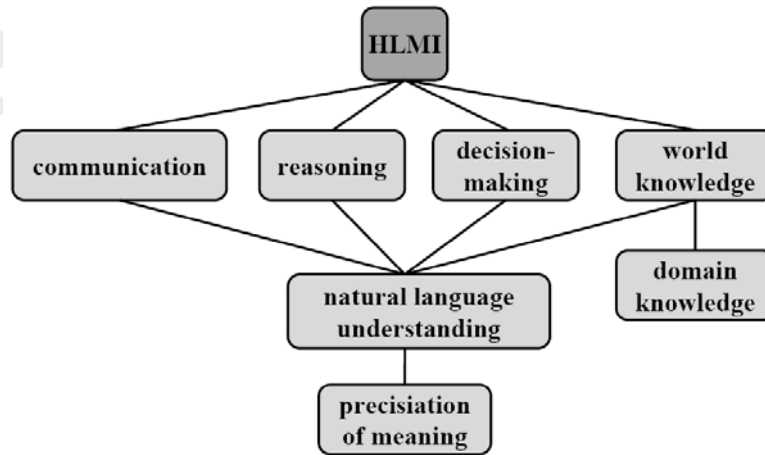 HLMI
communication
reasoning
decision-
making
world
knowledge
natural language
understanding
domain
knowledge
precisiation
of meaning